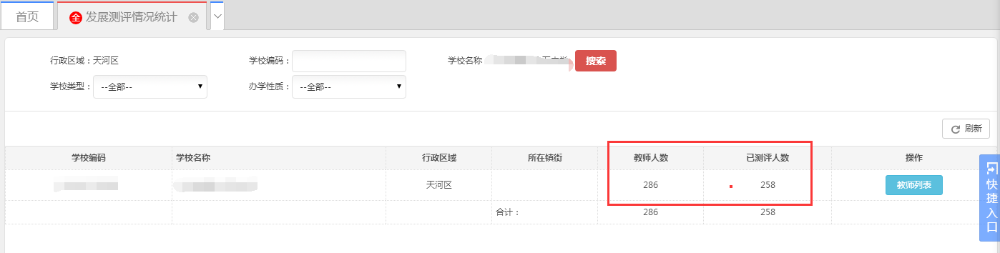 首页
全 发展测评情况统计
行政区域：天河区 学校编码： 学校名称 搜索
学校类型： --全部-- 办学性质： --全部--
刷新
学校编码 学校名称 行政区域 所在镇街 教师人数 已测评人数 操作
天河区 286 258 教师列表
合计： 286 258
快捷入口